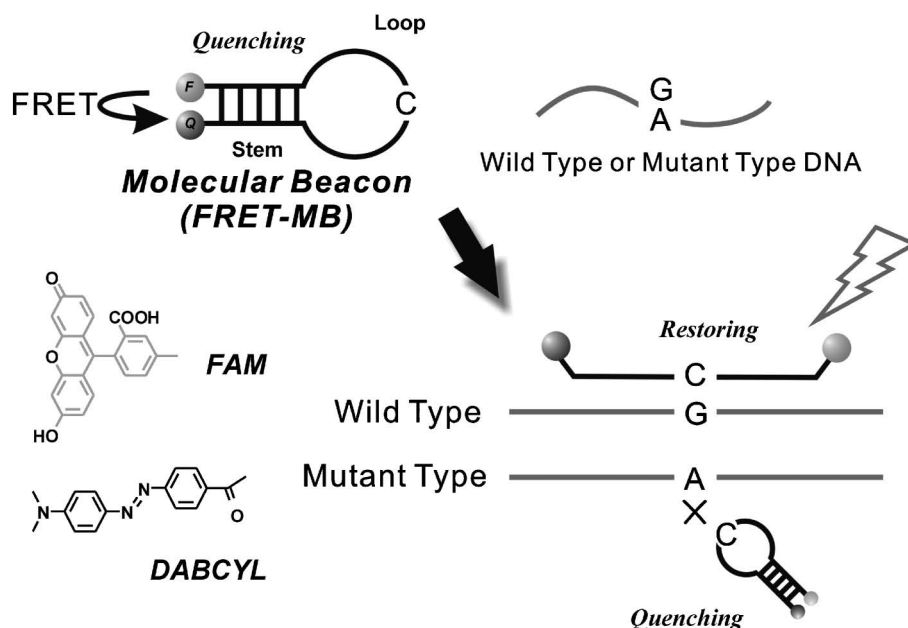 Quenching
Loop
F
FRET
C
Q
Stem
Molecular Beacon
(FRET-MB)
G
A
Wild Type or Mutant Type DNA
O
COOH
O
FAM
HO
Restoring
C
Wild Type
G
Mutant Type
A
C
N
N
N
O
DABCYL
Quenching